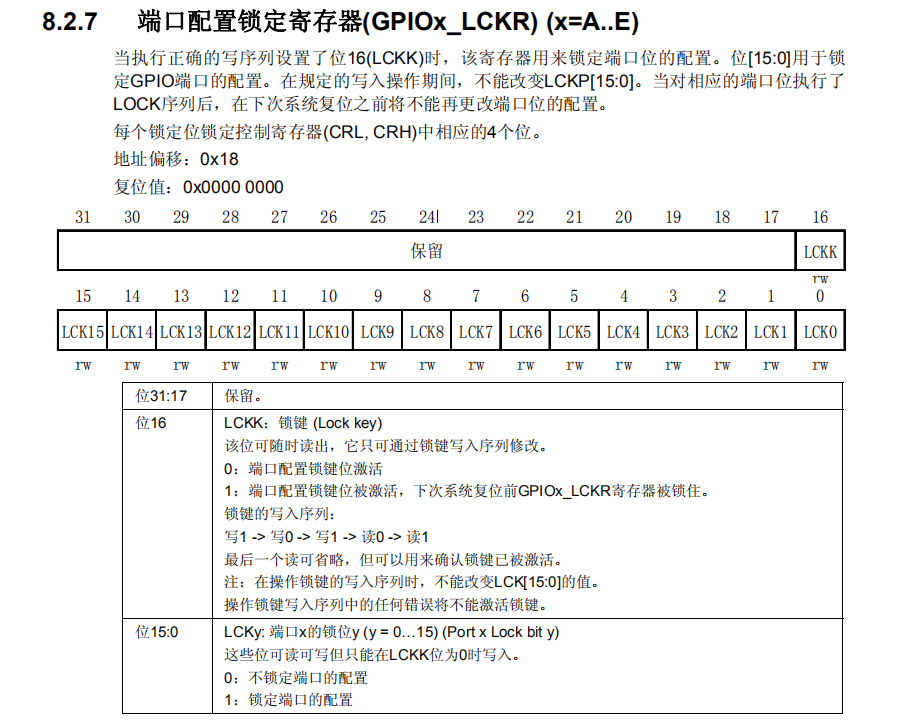 8.2.7 端口配置锁定寄存器(GPIOx_LCKR) (x=A..E)
当执行正确的写序列设置了位16(LCKK)时，该寄存器用来锁定端口位的配置。位[15:0]用于锁
定GPIO端口的配置。在规定的写入操作期间，不能改变LCKP[15:0]。当对相应的端口位执行了
LOCK序列后，在下次系统复位之前将不能再更改端口位的配置。
每个锁定位锁定控制寄存器(CRL, CRH)中相应的4个位。
地址偏移：0x18
复位值：0x0000 0000
31 30 29 28 27 26 25 24 23 22 21 20 19 18 17 16
保留 LCKK
rw
15 14 13 12 11 10 9 8 7 6 5 4 3 2 1 0
LCK15 LCK14 LCK13 LCK12 LCK11 LCK10 LCK9 LCK8 LCK7 LCK6 LCK5 LCK4 LCK3 LCK2 LCK1 LCK0
rw rw rw rw rw rw rw rw rw rw rw rw rw rw rw rw
位31:17 保留。
位16 LCKK：锁键 (Lock key)
该位可随时读出，它只可通过锁键写入序列修改。
0：端口配置锁键位激活
1：端口配置锁键位被激活，下次系统复位前GPIOx_LCKR寄存器被锁住。
锁键的写入序列：
写1 -> 写0 -> 写1 -> 读0 -> 读1
最后一个读可省略，但可以用来确认锁键已被激活。
注：在操作锁键的写入序列时，不能改变LCK[15:0]的值。
操作锁键写入序列中的任何错误将不能激活锁键。
位15:0 LCKy: 端口x的锁位y (y = 0…15) (Port x Lock bit y)
这些位可读可写但只能在LCKK位为0时写入。
0：不锁定端口的配置
1：锁定端口的配置